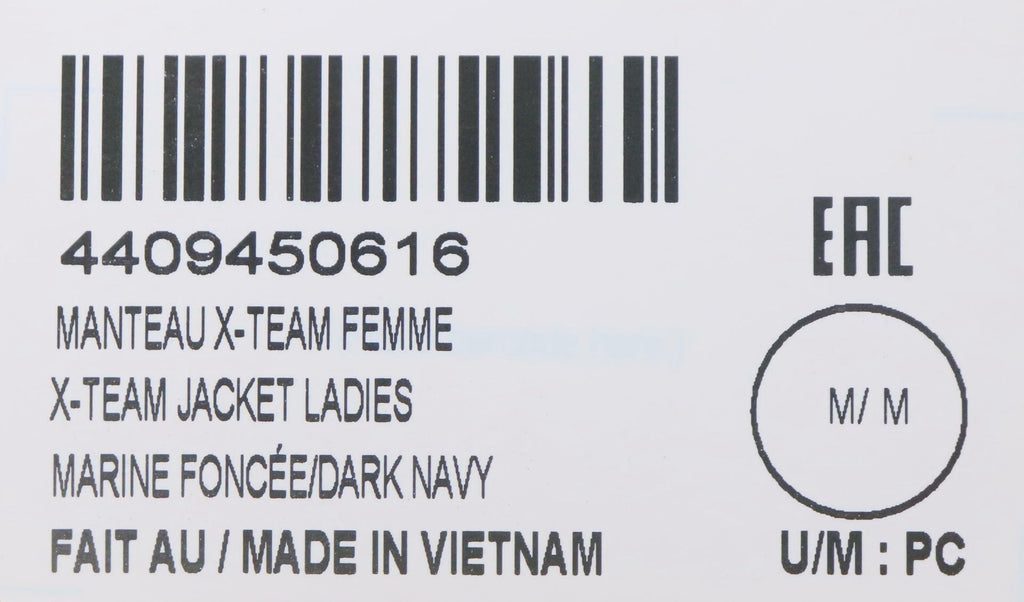 4409450616
EAC
MANTEAU X-TEAM FEMME
X-TEAM JACKET LADIES
M/ M
MARINE FONCÉE/DARK NAVY
FAIT AU / MADE IN VIETNAM
U/M : PC